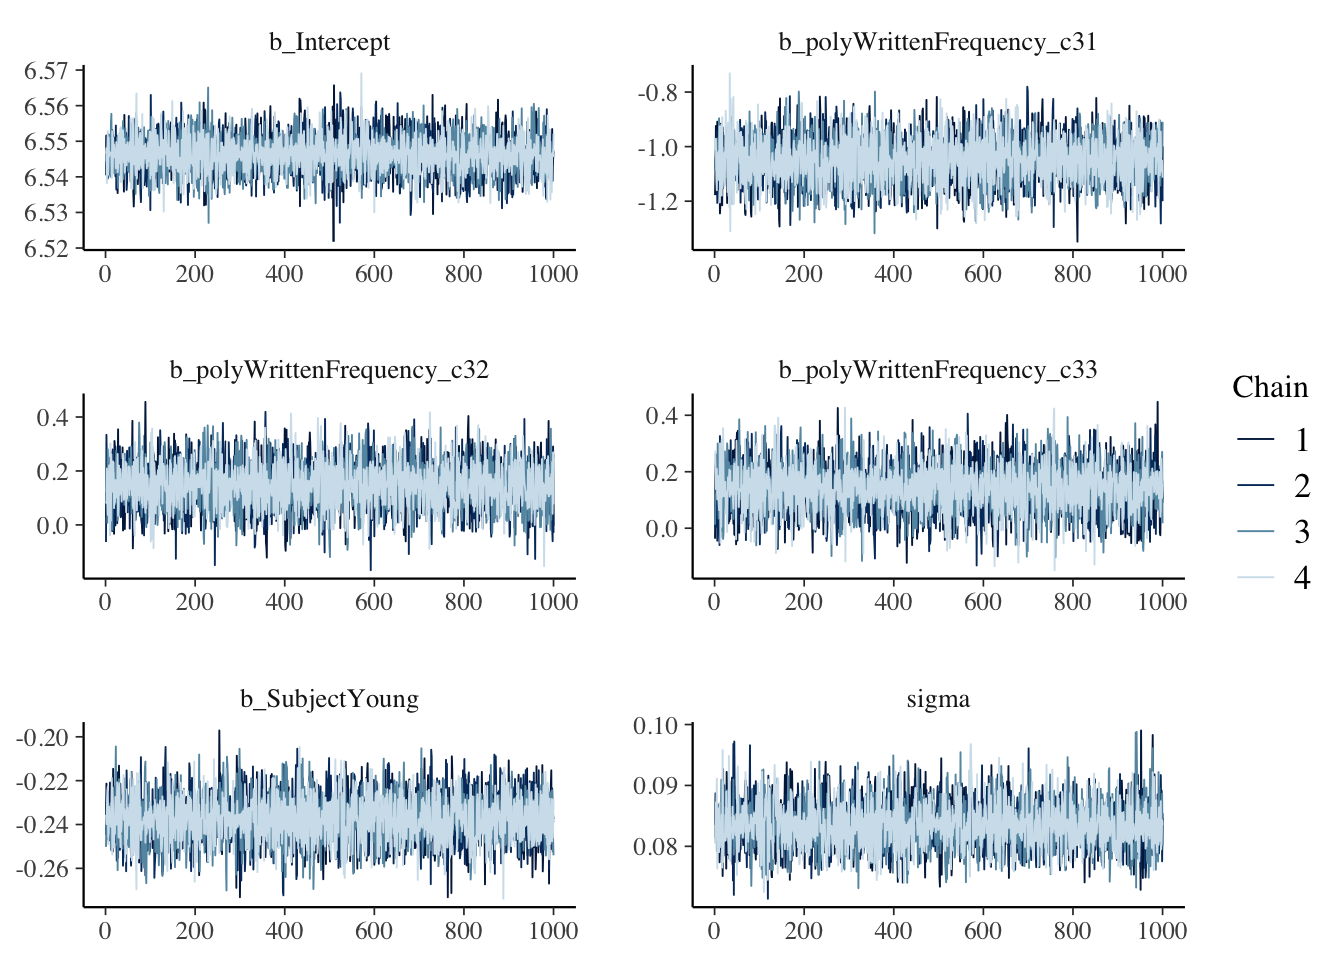 b_Intercept
6.57
6.56
6.55
6.54
6.53
6.52
0 200 400 600 800 1000
b_polyWrittenFrequency_c31
-0.8
-1.0
-1.2
0 200 400 600 800 1000
b_polyWrittenFrequency_c32
0.4
0.2
0.0
0 200 400 600 800 1000
b_polyWrittenFrequency_c33
0.4
0.2
0.0
0 200 400 600 800 1000
b_SubjectYoung
-0.20
-0.22
-0.24
-0.26
0 200 400 600 800 1000
sigma
0.10
0.09
0.08
0 200 400 600 800 1000
Chain
1
2
3
4